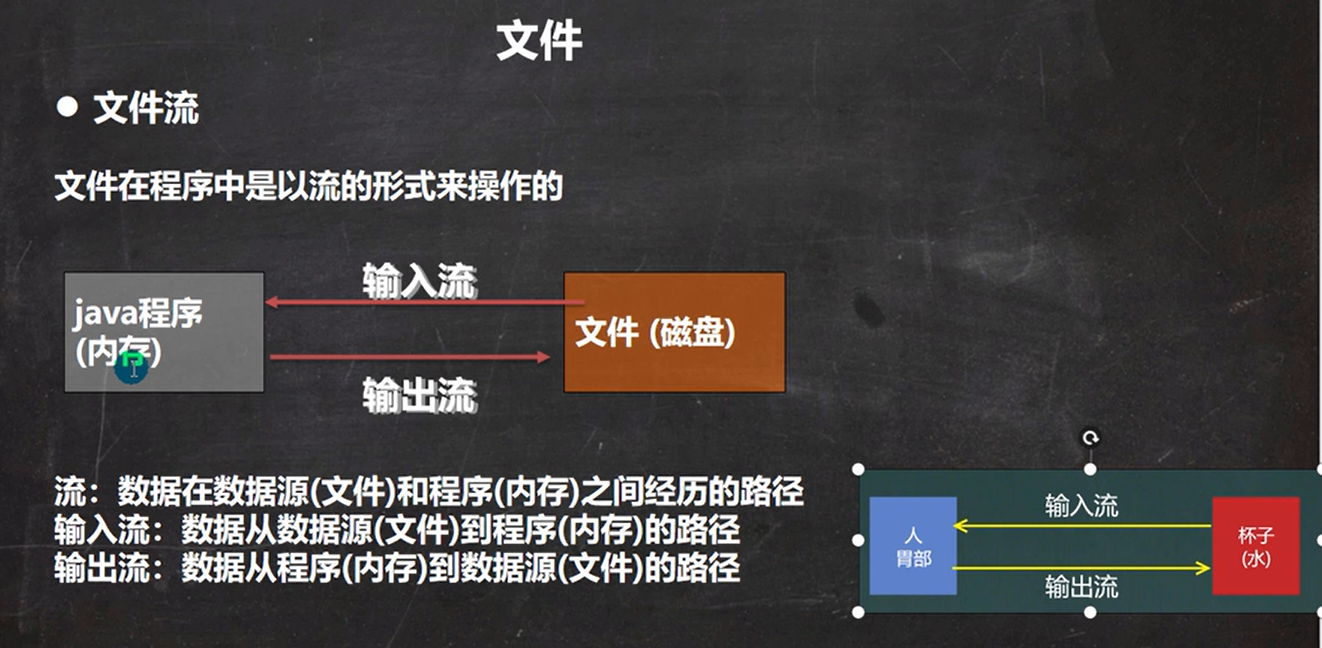 文件
● 文件流
文件在程序中是以流的形式来操作的
输入流
java程序
(内存)
文件 (磁盘)
输出流
流：数据在数据源(文件)和程序(内存)之间经历的路径
输入流：数据从数据源(文件)到程序(内存)的路径
输出流：数据从程序(内存)到数据源(文件)的路径
输入流
人
胃部
杯子
(水)
输出流